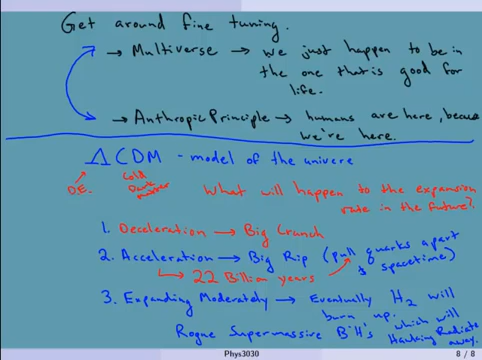 Get around fine tuning.
→ Multiverse → we just happen to be in
the one that is good for
life.
→ Anthropic Principle → humans are here, becau
we're here.
ΛCDM - model of the univere
D.E.
Cold
Dark
Matter
What will happen to the expansion
rate in the future?
1. Deceleration → Big Crunch
2. Acceleration → Big Rip (pull quarks apart
& spacetime)
↳ 22 Billion years
3. Expanding Moderately → Eventually H2 will
burn up.
Rogue Supermassive B.H's which will
Hawking Radiate
away.
Phys3030
8 / 8